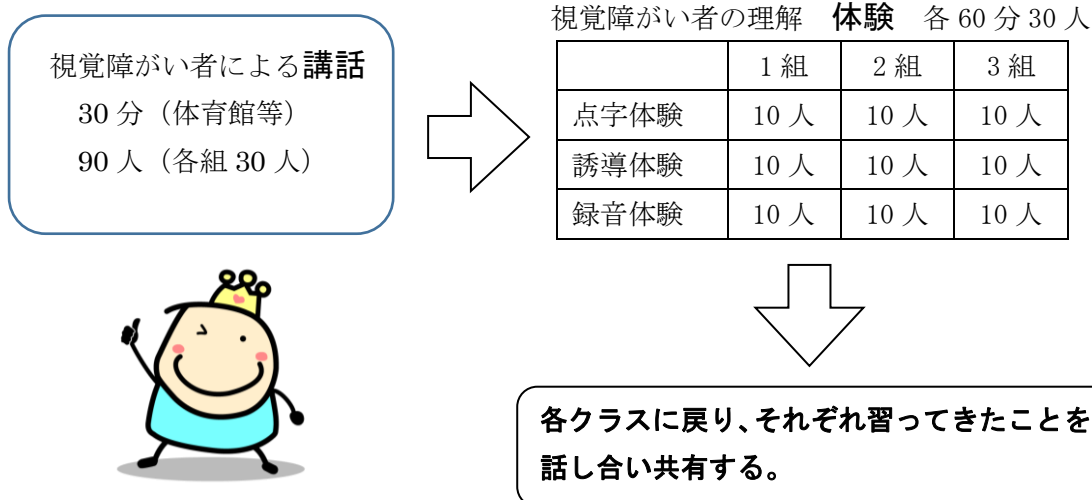 視覚障がい者による講話
30分（体育館等）
90人（各組30人）
視覚障がい者の理解　体験　各60分30人
1組 2組 3組
点字体験 10人 10人 10人
誘導体験 10人 10人 10人
録音体験 10人 10人 10人
各クラスに戻り、それぞれ習ってきたことを
話し合い共有する。